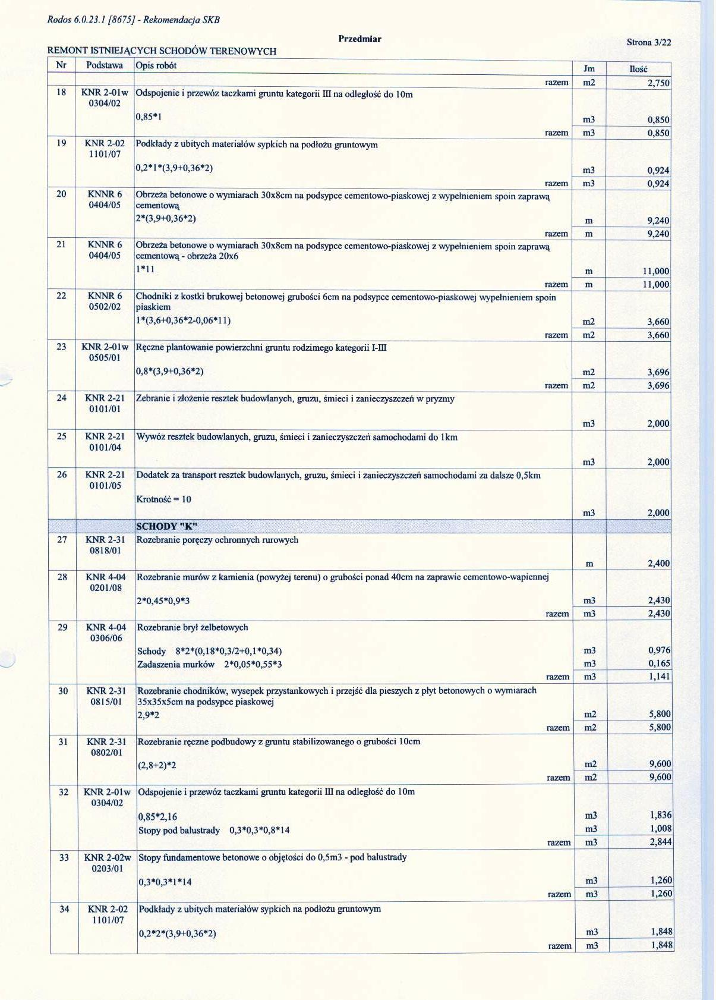 Rodos 6.0.23.1 [8675] - Rekomendacja SKB
Przedmiar
Strona 3/22
REMONT ISTNIEJĄCYCH SCHODÓW TERENOWYCH
Nr Podstawa Opis robót Jm Ilość
razem m2 2,750
18 KNR 2-01w Odspojenie i przewóz taczkami gruntu kategorii III na odległość do 10m
0304/02
0,85*1 m3 0,850
razem m3 0,850
19 KNR 2-02 Podkłady z ubitych materiałów sypkich na podłożu gruntowym
1101/07
0,2*1*(3,9+0,36*2) m3 0,924
razem m3 0,924
20 KNNR 6 Obrzeża betonowe o wymiarach 30x8cm na podsypce cementowo-piaskowej z wypełnieniem spoin zaprawą
0404/05 cementową
2*(3,9+0,36*2) m 9,240
razem m 9,240
21 KNNR 6 Obrzeża betonowe o wymiarach 30x8cm na podsypce cementowo-piaskowej z wypełnieniem spoin zaprawą
0404/05 cementową - obrzeża 20x6
1*11 m 11,000
razem m 11,000
22 KNNR 6 Chodniki z kostki brukowej betonowej grubości 6cm na podsypce cementowo-piaskowej wypełnieniem spoin
0502/02 piaskiem
1*(3,6+0,36*2-0,06*11) m2 3,660
razem m2 3,660
23 KNR 2-01w Ręczne plantowanie powierzchni gruntu rodzimego kategorii I-III
0505/01
0,8*(3,9+0,36*2) m2 3,696
razem m2 3,696
24 KNR 2-21 Zebranie i złożenie resztek budowlanych, gruzu, śmieci i zanieczyszczeń w pryzmy
0101/01
m3 2,000
25 KNR 2-21 Wywóz resztek budowlanych, gruzu, śmieci i zanieczyszczeń samochodami do 1km
0101/04
m3 2,000
26 KNR 2-21 Dodatek za transport resztek budowlanych, gruzu, śmieci i zanieczyszczeń samochodami za dalsze 0,5km
0101/05
Krotność = 10
m3 2,000
SCHODY "K"
27 KNR 2-31 Rozebranie poręczy ochronnych rurowych
0818/01
m 2,400
28 KNR 4-04 Rozebranie murów z kamienia (powyżej terenu) o grubości ponad 40cm na zaprawie cementowo-wapiennej
0201/08
2*0,45*0,9*3 m3 2,430
razem m3 2,430
29 KNR 4-04 Rozebranie brył żelbetowych
0306/06
Schody 8*2*(0,18*0,3/2+0,1*0,34) m3 0,976
Zadaszenia murków 2*0,05*0,55*3 m3 0,165
razem m3 1,141
30 KNR 2-31 Rozebranie chodników, wysepek przystankowych i przejść dla pieszych z płyt betonowych o wymiarach
0815/01 35x35x5cm na podsypce piaskowej
2,9*2 m2 5,800
razem m2 5,800
31 KNR 2-31 Rozebranie ręczne podbudowy z gruntu stabilizowanego o grubości 10cm
0802/01
(2,8+2)*2 m2 9,600
razem m2 9,600
32 KNR 2-01w Odspojenie i przewóz taczkami gruntu kategorii III na odległość do 10m
0304/02
0,85*2,16 m3 1,836
Stopy pod balustrady 0,3*0,3*0,8*14 m3 1,008
razem m3 2,844
33 KNR 2-02w Stopy fundamentowe betonowe o objętości do 0,5m3 - pod balustrady
0203/01
0,3*0,3*1*14 m3 1,260
razem m3 1,260
34 KNR 2-02 Podkłady z ubitych materiałów sypkich na podłożu gruntowym
1101/07
0,2*2*(3,9+0,36*2) m3 1,848
razem m3 1,848